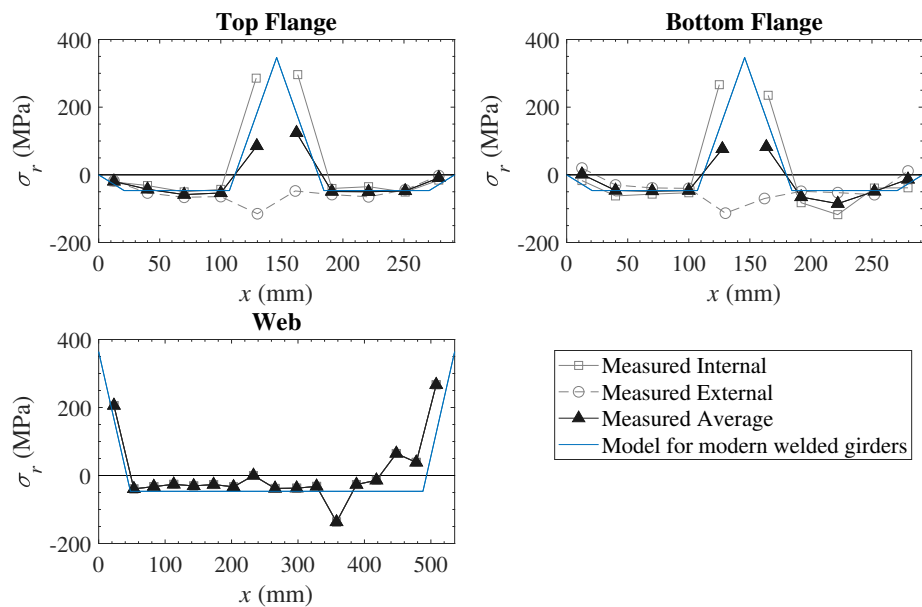 Top Flange
400
200
0
-200
σr (MPa)
0 50 100 150 200 250
x (mm)
Bottom Flange
400
200
0
-200
σr (MPa)
0 50 100 150 200 250
x (mm)
Web
400
200
0
-200
σr (MPa)
0 100 200 300 400 500
x (mm)
Measured Internal
Measured External
Measured Average
Model for modern welded girders